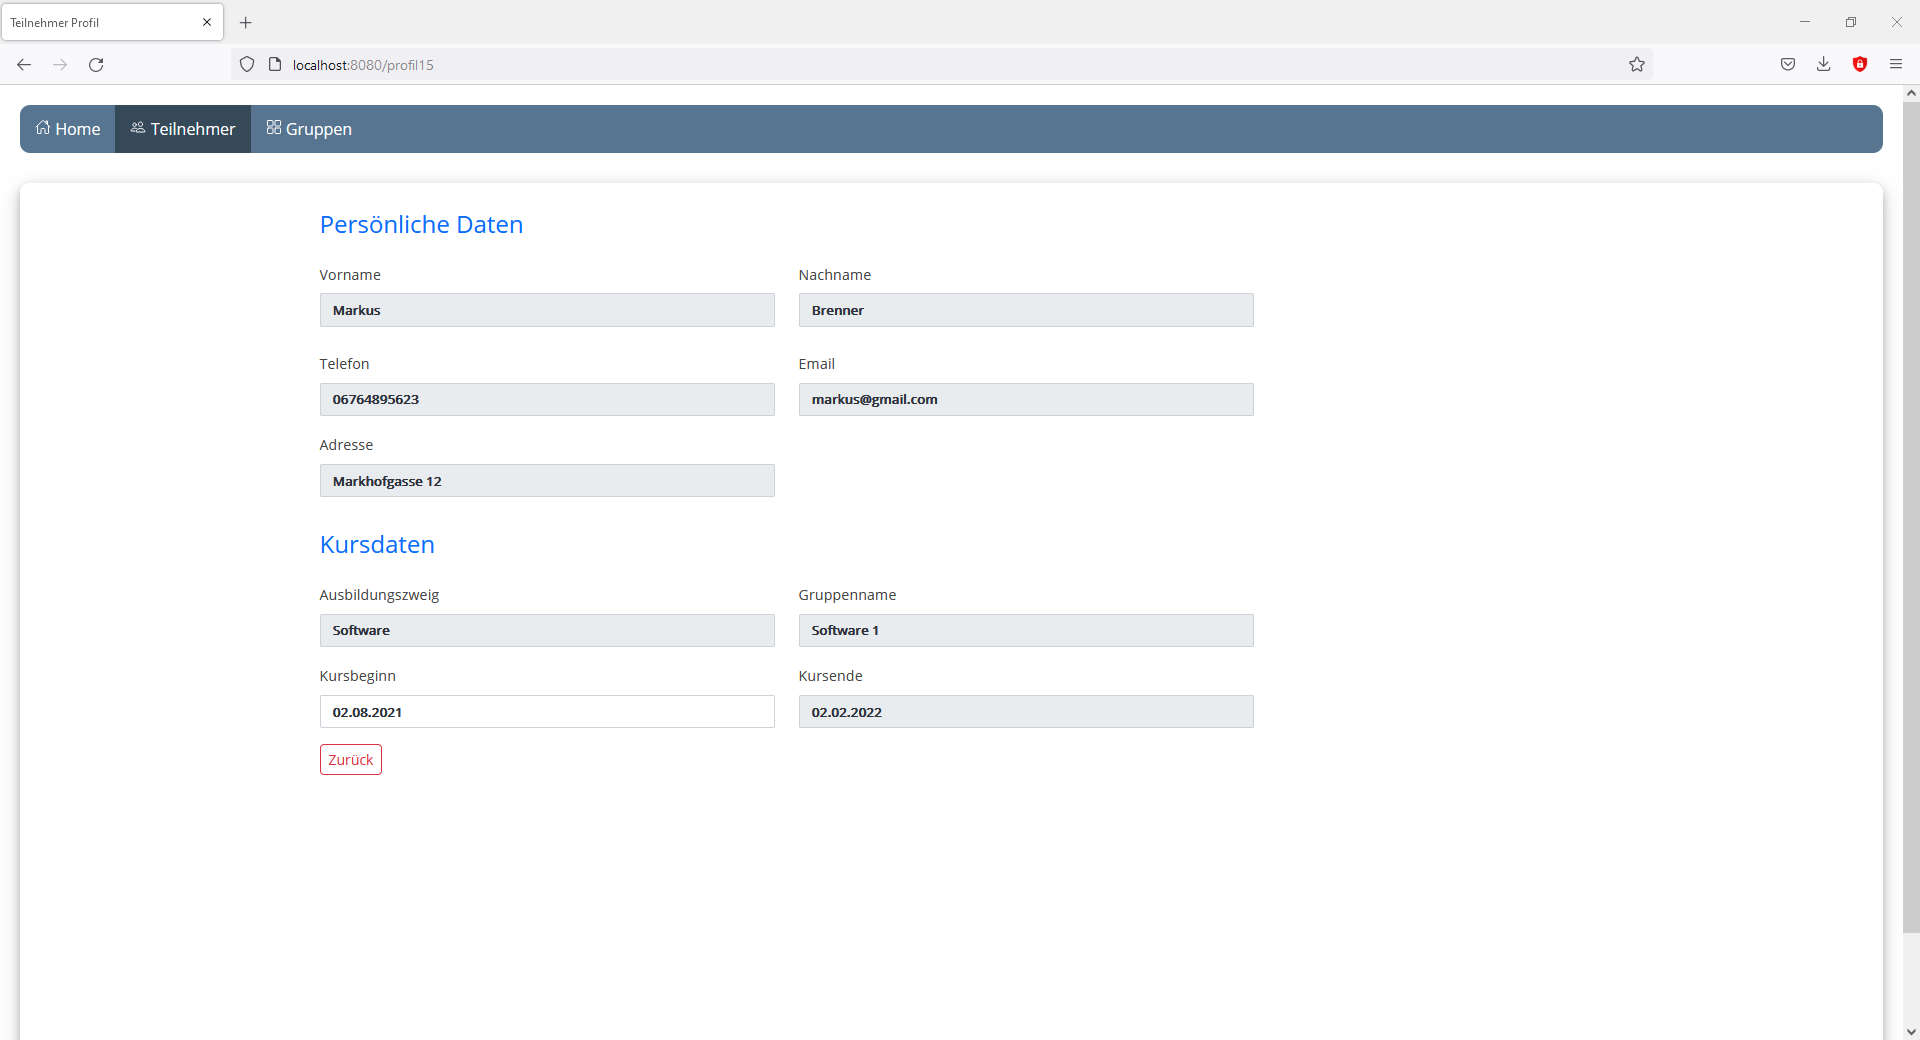 Teilnehmer Profil
localhost:8080/profil15
Home Teilnehmer Gruppen
Persönliche Daten
Vorname Nachname
Markus Brenner
Telefon Email
06764895623 markus@gmail.com
Adresse
Markhofgasse 12
Kursdaten
Ausbildungszweig Gruppenname
Software Software 1
Kursbeginn Kursende
02.08.2021 02.02.2022
Zurück